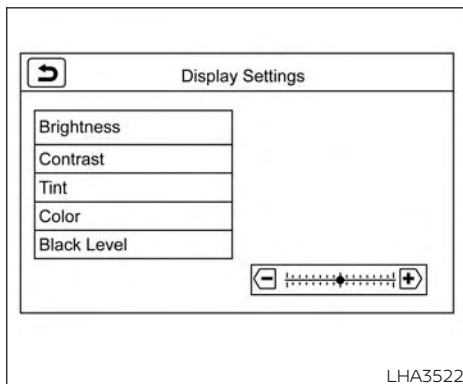 Display Settings
Brightness
Contrast
Tint
Color
Black Level
LHA3522